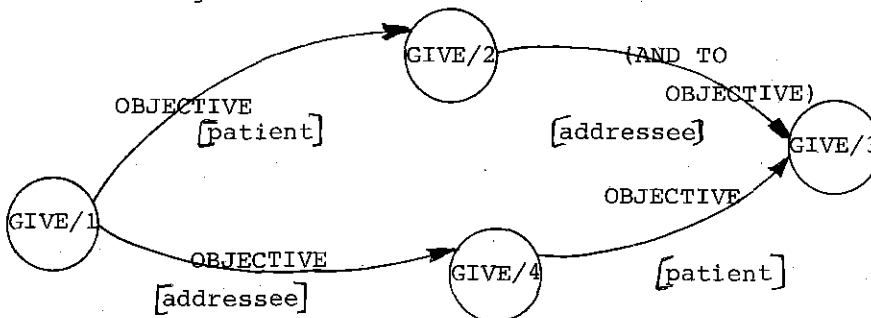 GIVE/2
(AND TO
OBJECTIVE
OBJECTIVE)
[patient]
[addressee]
GIVE/3
OBJECTIVE
GIVE/1
OBJECTIVE
GIVE/4
[patient]
[addressee]